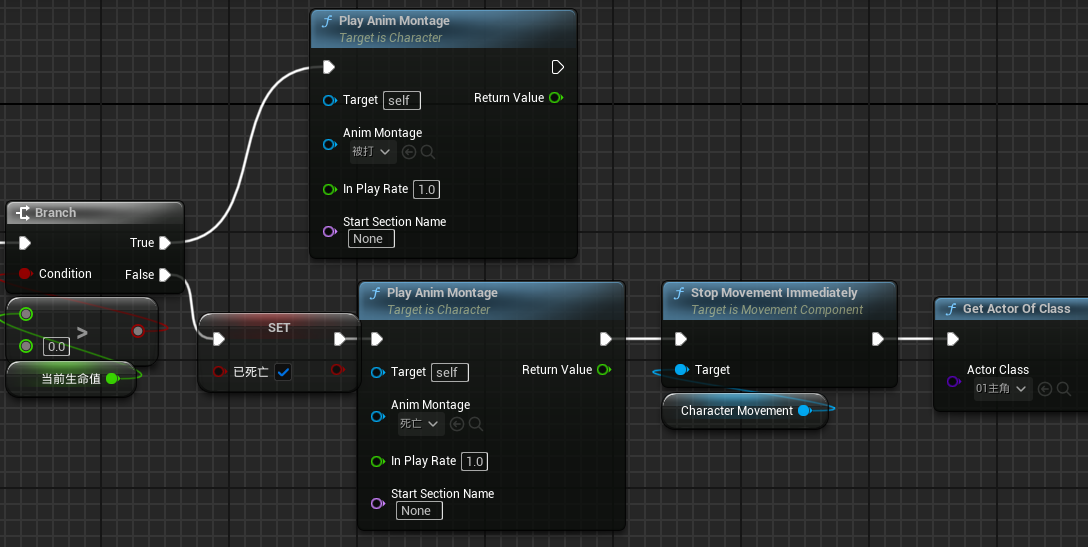 Play Anim Montage
Target is Character
Target self
Return Value
Anim Montage
被打
In Play Rate 1.0
Start Section Name
None
Branch
True
Condition
False
>
0.0
当前生命值
SET
已死亡
Play Anim Montage
Target is Character
Target self
Return Value
Anim Montage
死亡
In Play Rate 1.0
Start Section Name
None
Stop Movement Immediately
Target is Movement Component
Target
Character Movement
Get Actor Of Class
Actor Class
01主角